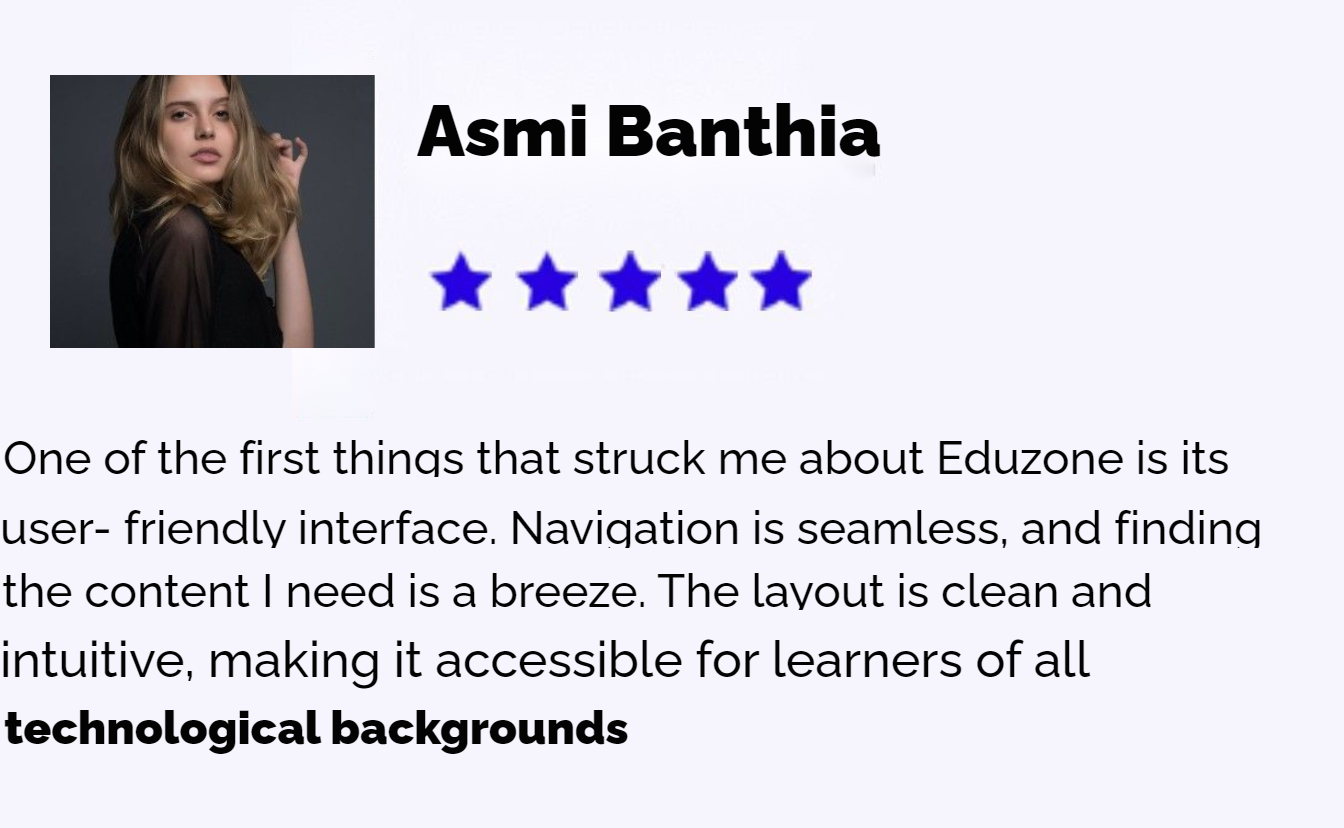 Asmi Banthia
One of the first things that struck me about Eduzone is its
user- friendly interface. Navigation is seamless, and finding
the content I need is a breeze. The layout is clean and
intuitive, making it accessible for learners of all
technological backgrounds